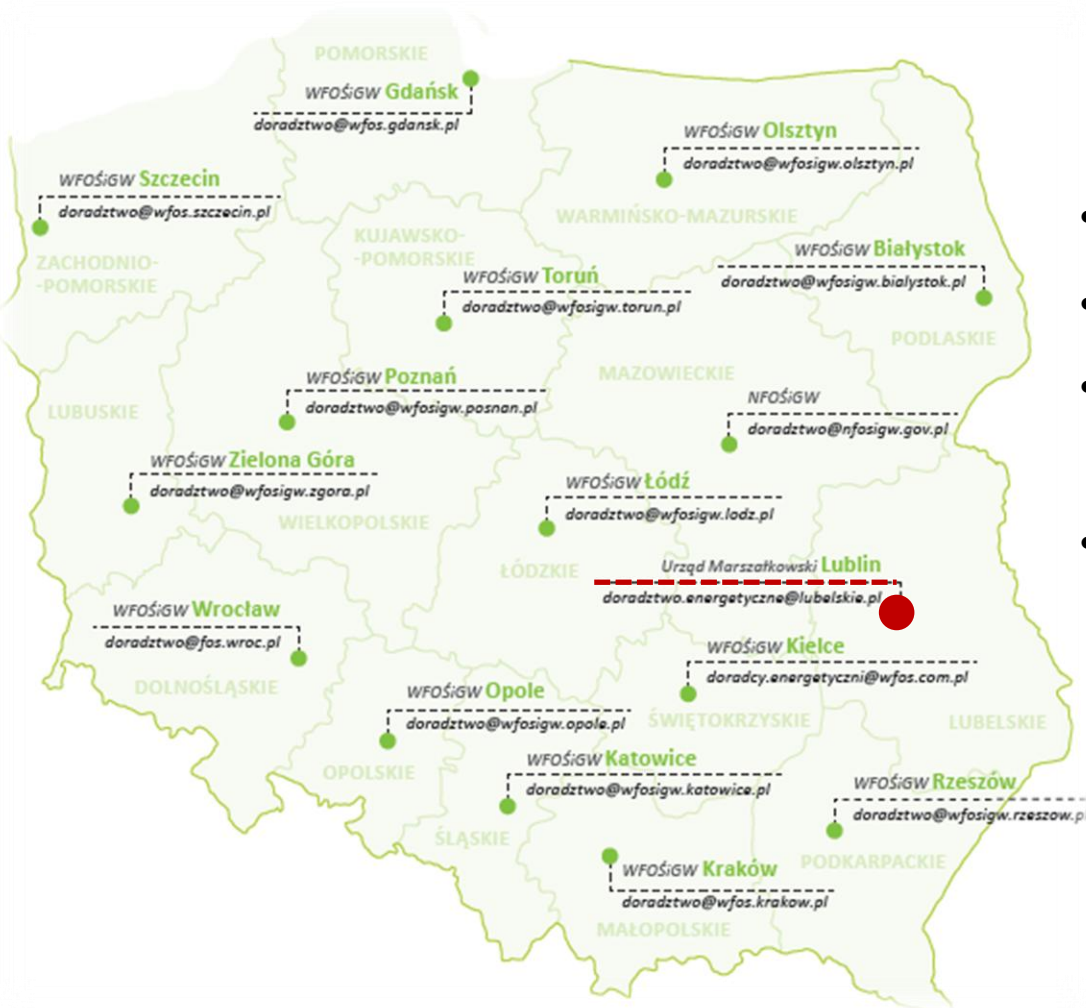 POMORSKIE
WFOŚiGW Gdańsk
doradztwo@wfos.gdansk.pl
WFOŚiGW Olsztyn
doradztwo@wfosigw.olsztyn.pl
WFOŚiGW Szczecin
doradztwo@wfos.szczecin.pl
WARMIŃSKO-MAZURSKIE
KUJAWSKO-
-POMORSKIE
WFOŚiGW Białystok
doradztwo@wfosigw.bialystok.pl
ZACHODNIO-
-POMORSKIE
WFOŚiGW Toruń
doradztwo@wfosigw.torun.pl
PODLASKIE
WFOŚiGW Poznań
doradztwo@wfosigw.posnan.pl
MAZOWIECKIE
LUBUSKIE
NFOŚiGW
doradztwo@nfosigw.gov.pl
WFOŚiGW Zielona Góra
doradztwo@wfosigw.zgora.pl
WFOŚiGW Łódź
doradztwo@wfosigw.lodz.pl
WIELKOPOLSKIE
ŁÓDZKIE
Urząd Marszałkowski Lublin
doradztwo.energetyczne@lubelskie.pl
WFOŚiGW Wrocław
doradztwo@fos.wroc.pl
WFOŚiGW Kielce
doradcy.energetyczni@wfos.com.pl
DOLNOŚLĄSKIE
WFOŚiGW Opole
doradztwo@wfosigw.opole.pl
ŚWIĘTOKRZYSKIE
LUBELSKIE
OPOLSKIE
WFOŚiGW Katowice
doradztwo@wfosigw.katowice.pl
WFOŚiGW Rzeszów
doradztwo@wfosigw.rzeszow.p
ŚLĄSKIE
PODKARPACKIE
WFOŚiGW Kraków
doradztwo@wfos.krakow.pl
MAŁOPOLSKIE